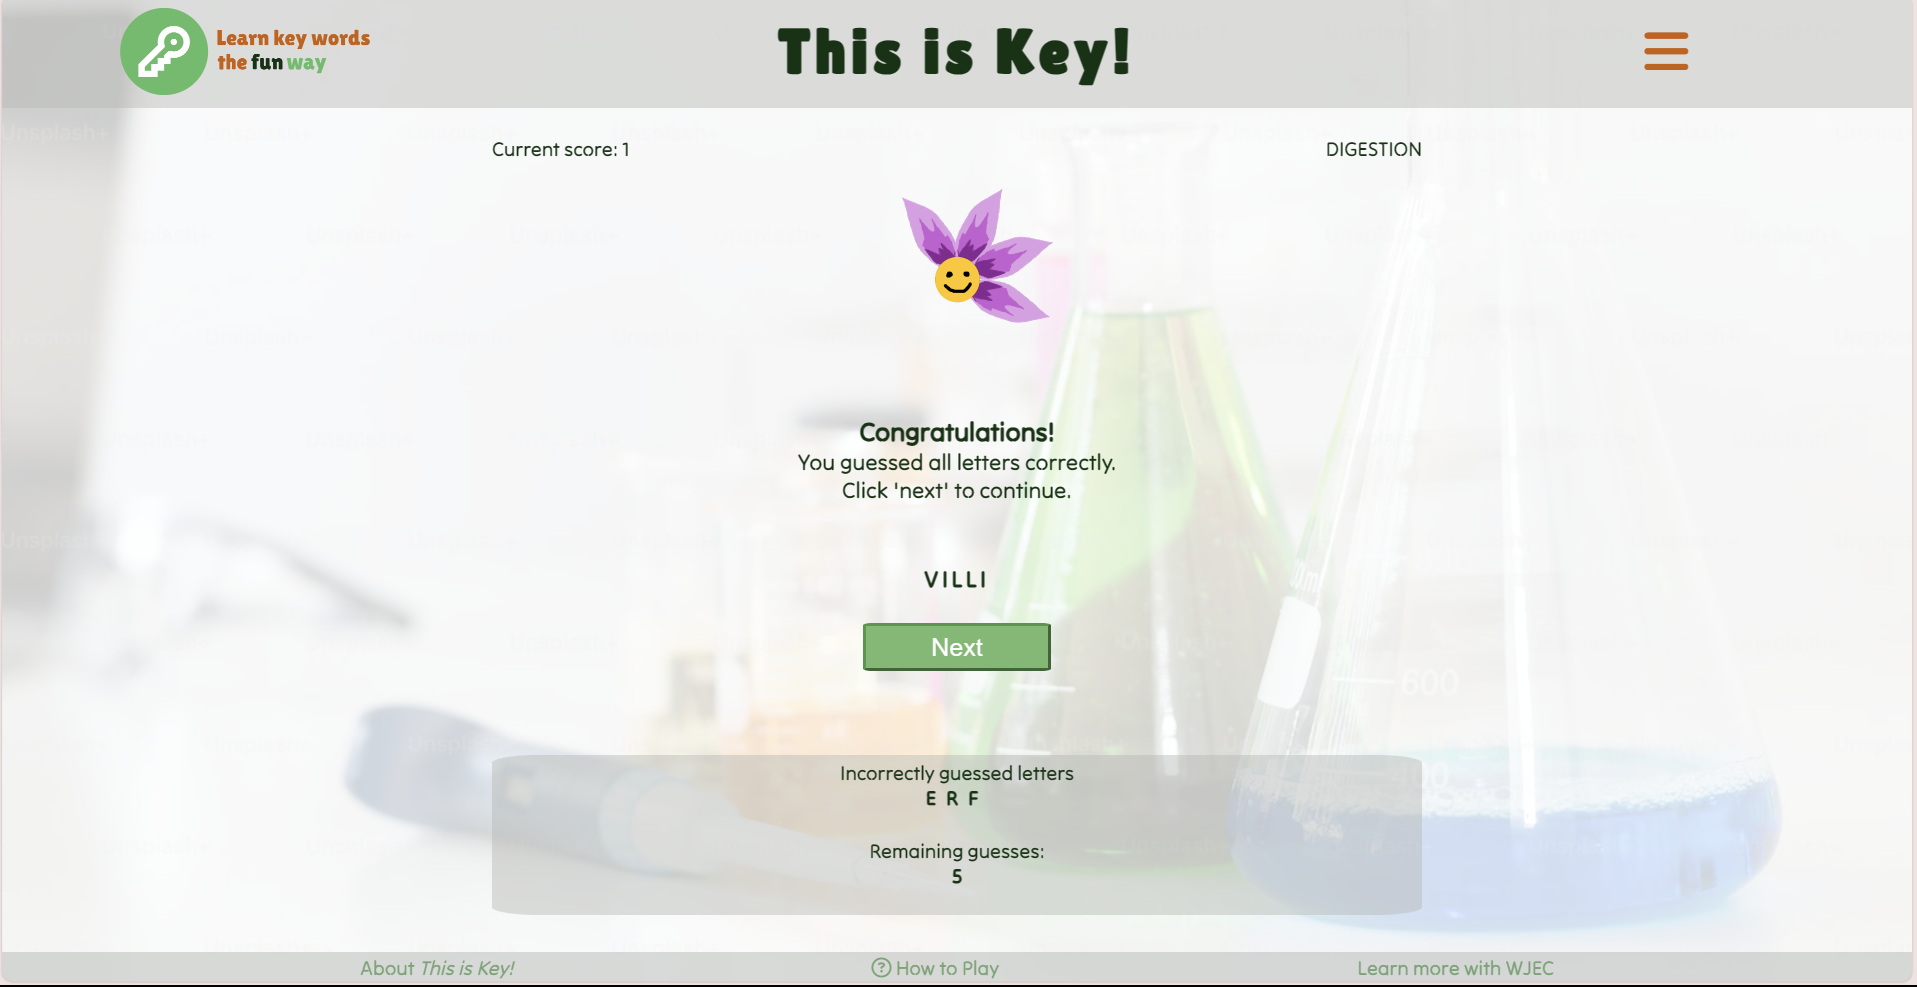 Learn key words
the fun way
This is Key!
Current score: 1
DIGESTION
Congratulations!
You guessed all letters correctly.
Click 'next' to continue.
VILLI
Next
600
Incorrectly guessed letters
E R F
Remaining guesses:
5
About This is Key!
How to Play
Learn more with WJEC
Unsplash+